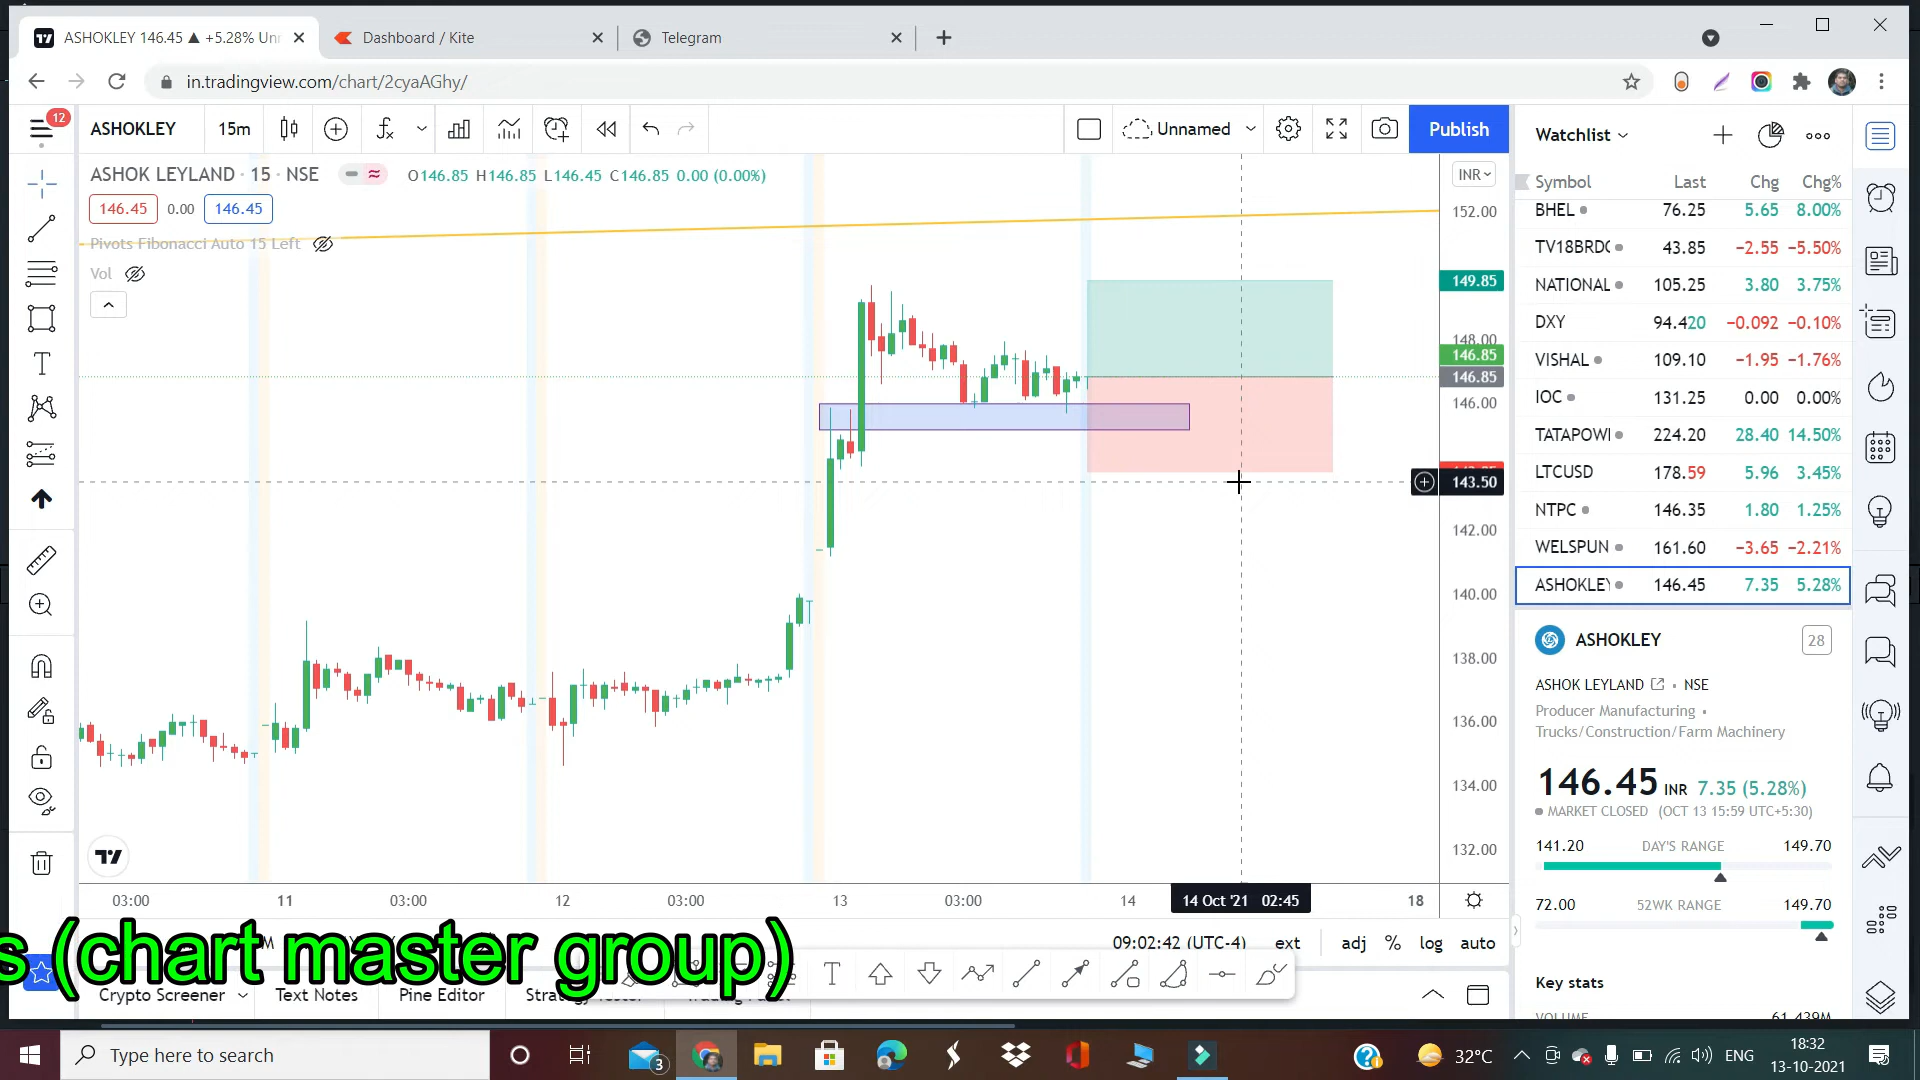 ASHOKLEY 146.45 ▲ +5.28% Unn
Dashboard / Kite
Telegram
in.tradingview.com/chart/2cyaAGhy/
12
ASHOKLEY
15m
Unnamed
Publish
ASHOK LEYLAND · 15 · NSE
O146.85 H146.85 L146.45 C146.85 0.00 (0.00%)
146.45
0.00
146.45
Pivots Fibonacci Auto 15 Left
Vol
INR
152.00
149.85
148.00
146.85
146.85
146.00
143.50
142.00
140.00
138.00
136.00
134.00
132.00
03:00
11
03:00
12
03:00
13
03:00
14
14 Oct '21 02:45
18
09:02:42 (UTC-4)
ext
adj
%
log
auto
s (chart master group)
Crypto Screener
Text Notes
Pine Editor
Watchlist
Symbol Last Chg Chg%
BHEL 76.25 5.65 8.00%
TV18BRDC 43.85 −2.55 −5.50%
NATIONAL 105.25 3.80 3.75%
DXY 94.420 −0.092 −0.10%
VISHAL 109.10 −1.95 −1.76%
IOC 131.25 0.00 0.00%
TATAPOWI 224.20 28.40 14.50%
LTCUSD 178.59 5.96 3.45%
NTPC 146.35 1.80 1.25%
WELSPUN 161.60 −3.65 −2.21%
ASHOKLEY 146.45 7.35 5.28%
ASHOKLEY
28
ASHOK LEYLAND · NSE
Producer Manufacturing ·
Trucks/Construction/Farm Machinery
146.45 INR 7.35 (5.28%)
MARKET CLOSED (OCT 13 15:59 UTC+5:30)
141.20 DAY'S RANGE 149.70
72.00 52WK RANGE 149.70
Key stats
VOLUME 61.439M
Type here to search
3
32°C
ENG
18:32
13-10-2021